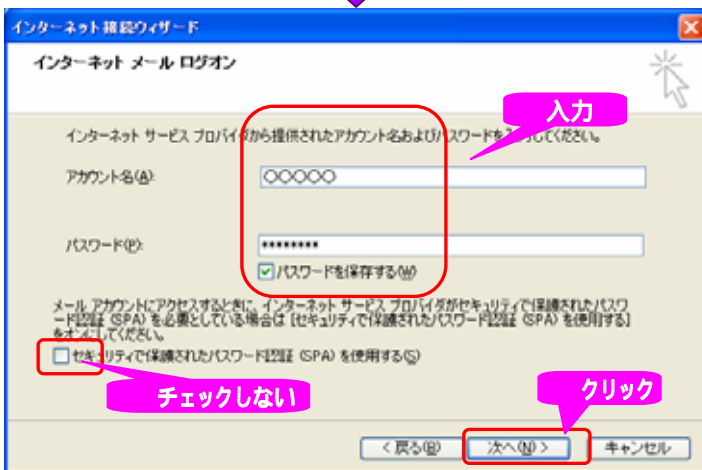 インターネット接続ウィザード
インターネット メール ログオン
入力
インターネット サービス プロバイダから提供されたアカウント名およびパスワードを入力してください。
アカウント名(A):
○○○○○
パスワード(P):
********
パスワードを保存する(W)
メール アカウントにアクセスするときに、インターネット サービス プロバイダがセキュリティで保護されたパスワ
ード認証 (SPA) を必要としている場合は [セキュリティで保護されたパスワード認証 (SPA) を使用する]
をオンにしてください。
セキュリティで保護されたパスワード認証 (SPA) を使用する(S)
チェックしない
クリック
< 戻る(B)
次へ(N) >
キャンセル